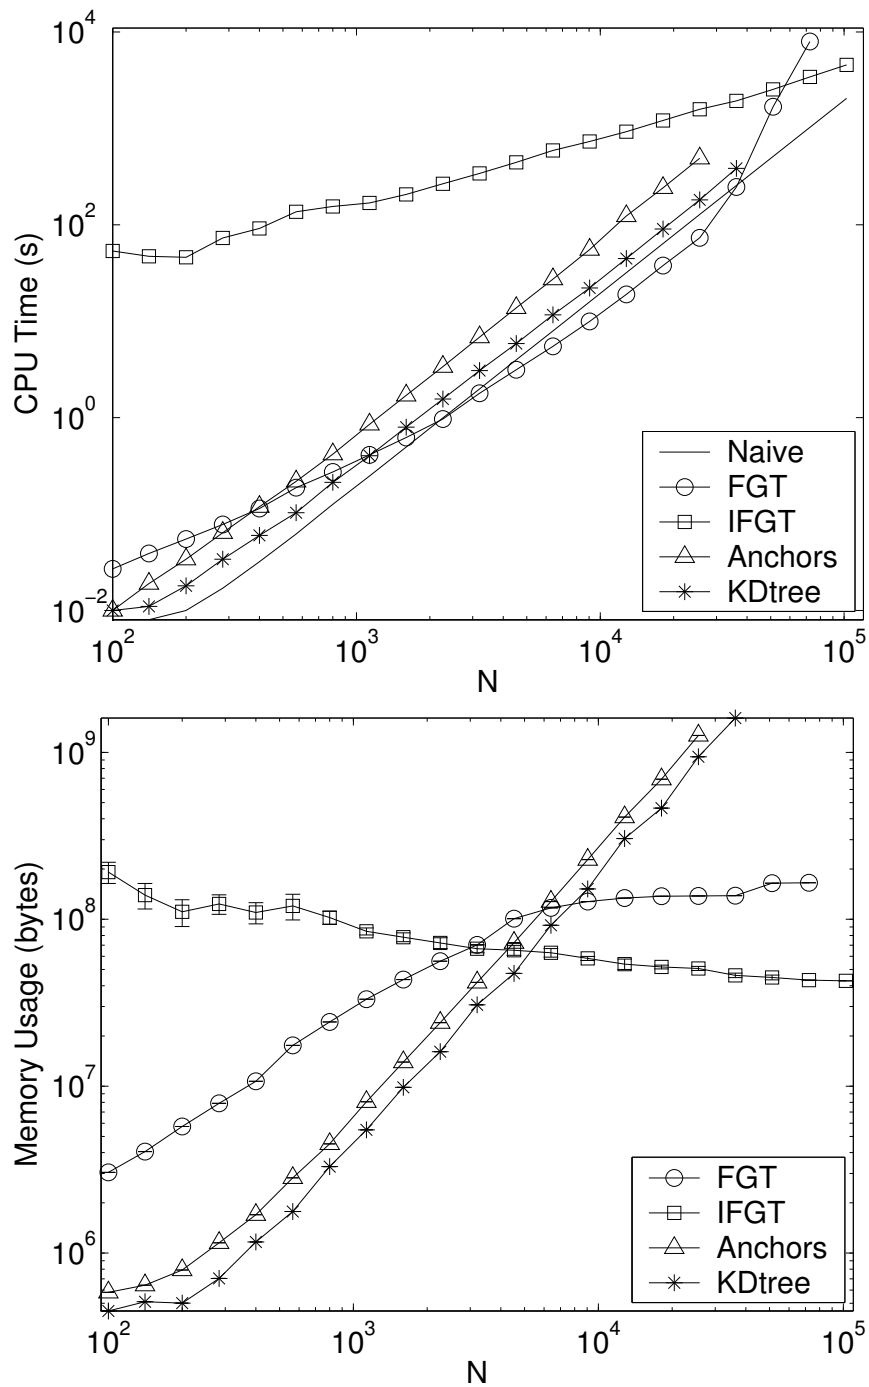 10^4
10^2
10^0
10^-2
CPU Time (s)
10^2
10^3
10^4
10^5
N
Naive
FGT
IFGT
Anchors
KDtree
10^9
10^8
10^7
10^6
Memory Usage (bytes)
10^2
10^3
10^4
10^5
N
FGT
IFGT
Anchors
KDtree